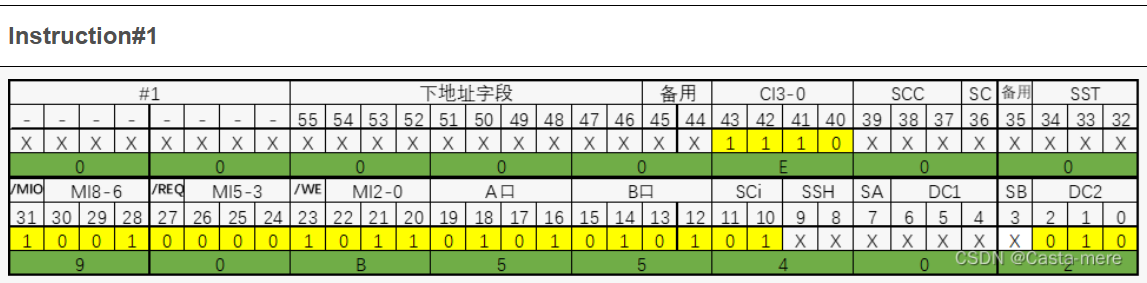 Instruction#1
#1 下地址字段 备用 CI3-0 SCC SC 备用 SST
- - - - - - - - 55 54 53 52 51 50 49 48 47 46 45 44 43 42 41 40 39 38 37 36 35 34 33 32
X X X X X X X X X X X X X X X X X X X X 1 1 1 0 X X X X X X X X
0 0 0 0 0 E 0 0
/MIO MI8-6 /REQ MI5-3 /WE MI2-0 A口 B口 SCi SSH SA DC1 SB DC2
31 30 29 28 27 26 25 24 23 22 21 20 19 18 17 16 15 14 13 12 11 10 9 8 7 6 5 4 3 2 1 0
1 0 0 1 0 0 0 0 1 0 1 1 0 1 0 1 0 1 0 1 0 1 X X X X X X X 0 1 0
9 0 B 5 5 4 0 2
CSDN @Casta-mere